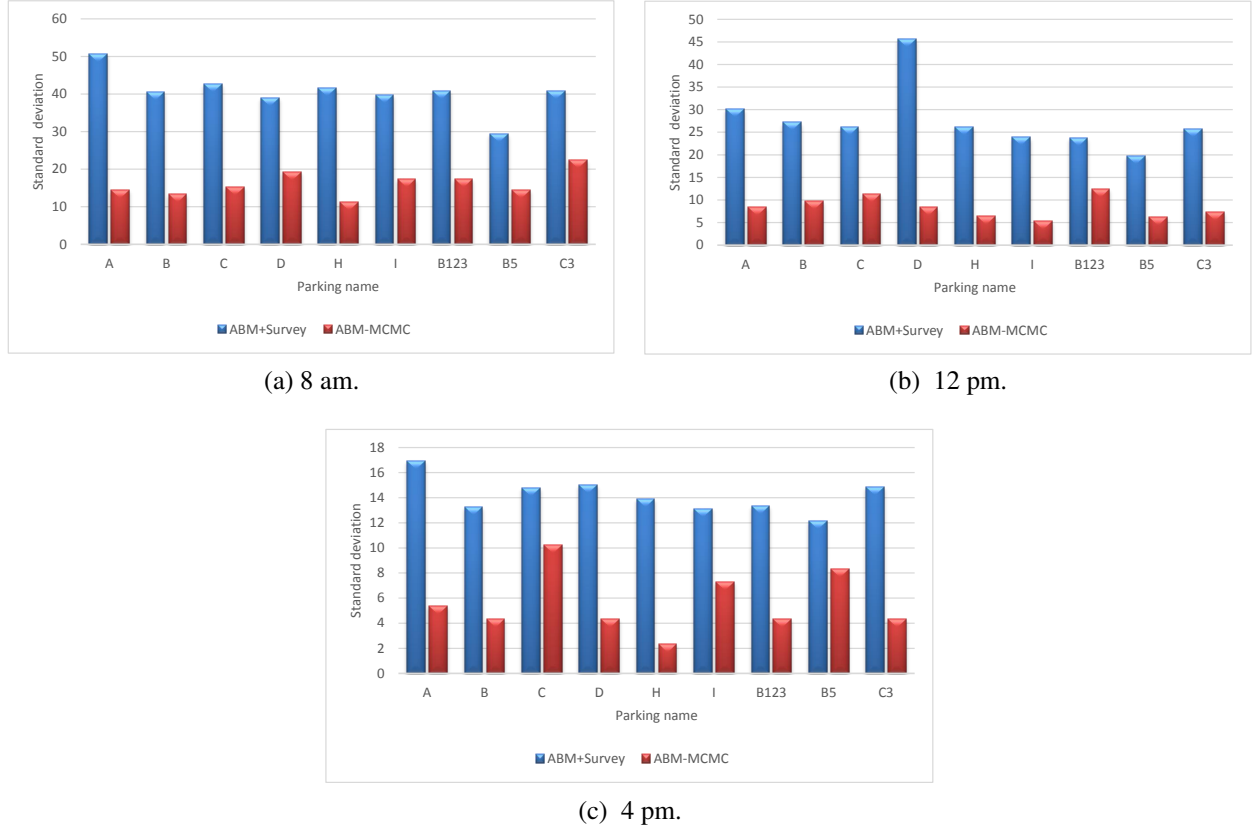 60
50
40
30
20
10
0
Standard deviation
A B C D H I B123 B5 C3
Parking name
ABM+Survey ABM-MCMC
(a) 8 am.
50
45
40
35
30
25
20
15
10
5
0
Standard deviation
A B C D H I B123 B5 C3
Parking name
ABM+Survey ABM-MCMC
(b) 12 pm.
18
16
14
12
10
8
6
4
2
0
Standard deviation
A B C D H I B123 B5 C3
Parking name
ABM+Survey ABM-MCMC
(c) 4 pm.